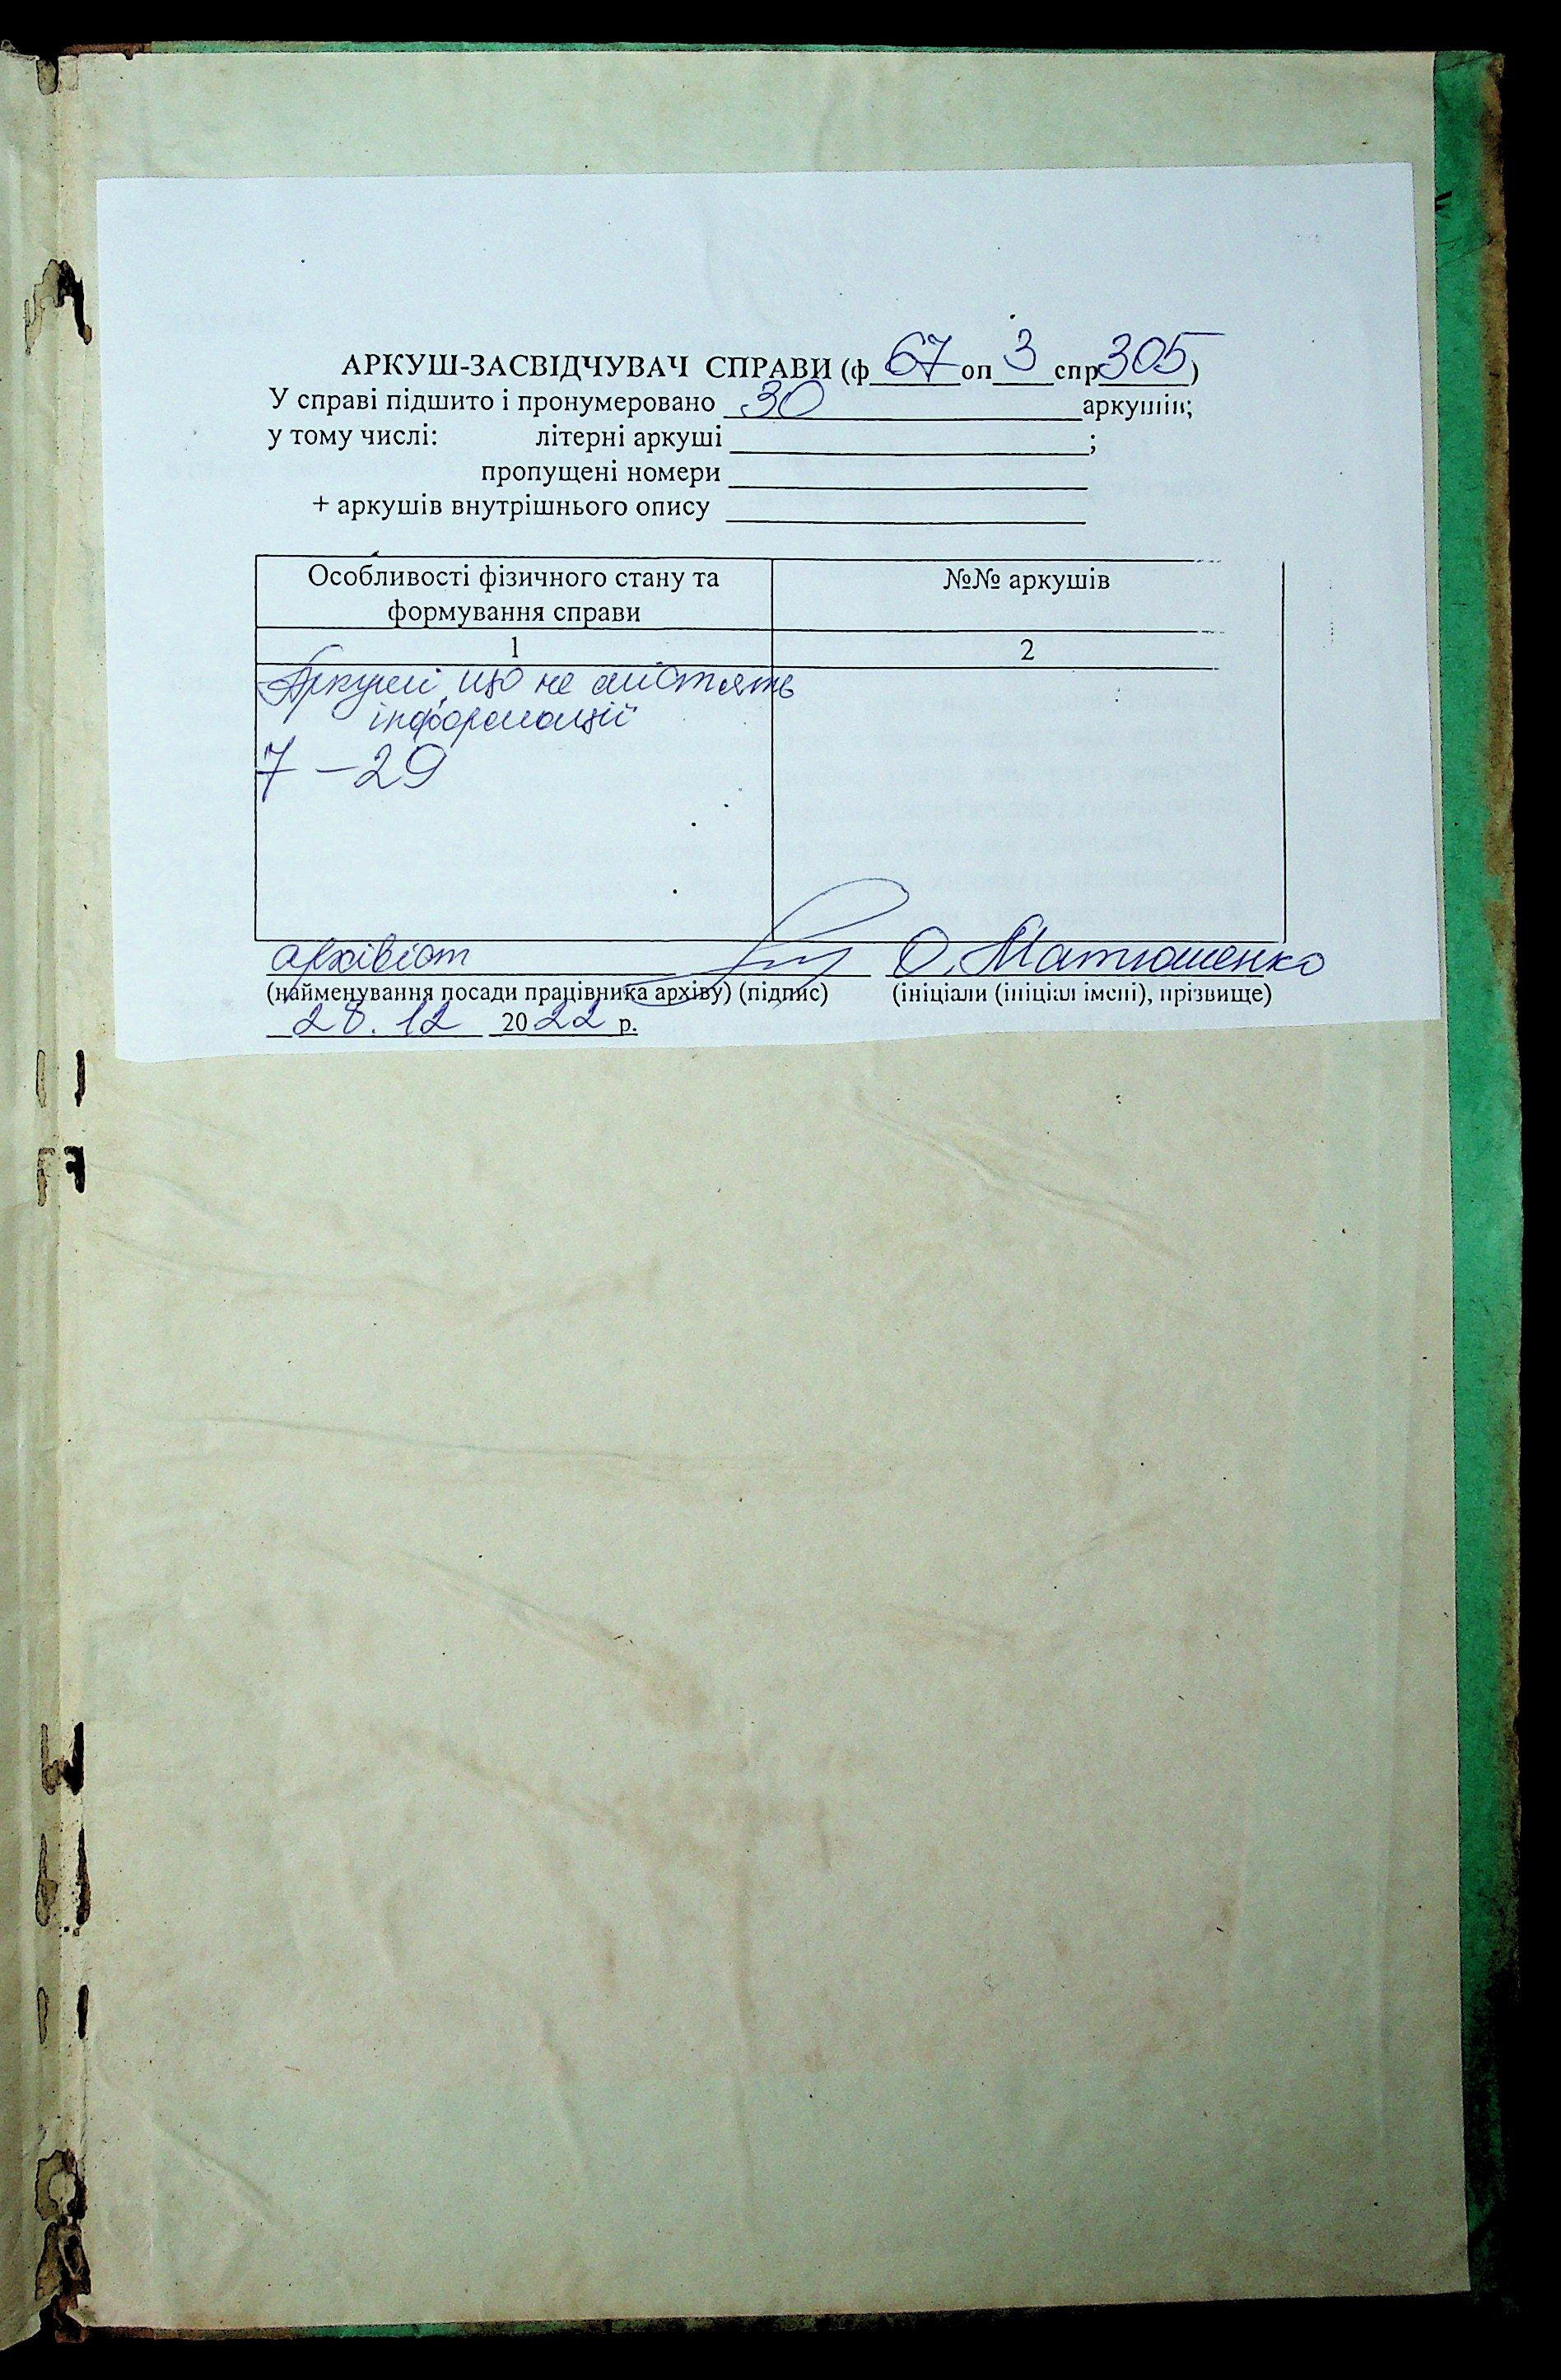 АРКУШ-ЗАСВІДЧУВАЧ СПРАВИ (ф 67 оп 3 спр 305)
У справі підшито і пронумеровано 30 аркушів;
у тому числі: літерні аркуші ;
пропущені номери
+ аркушів внутрішнього опису
Особливості фізичного стану та №№ аркушів
формування справи
1 2
Аркуші, що не містять
інформації
7 – 29
архівіст О. Матюшенко
(найменування посади працівника архіву) (підпис) (ініціали (ініціал імені), прізвище)
28. 12 2022 р.